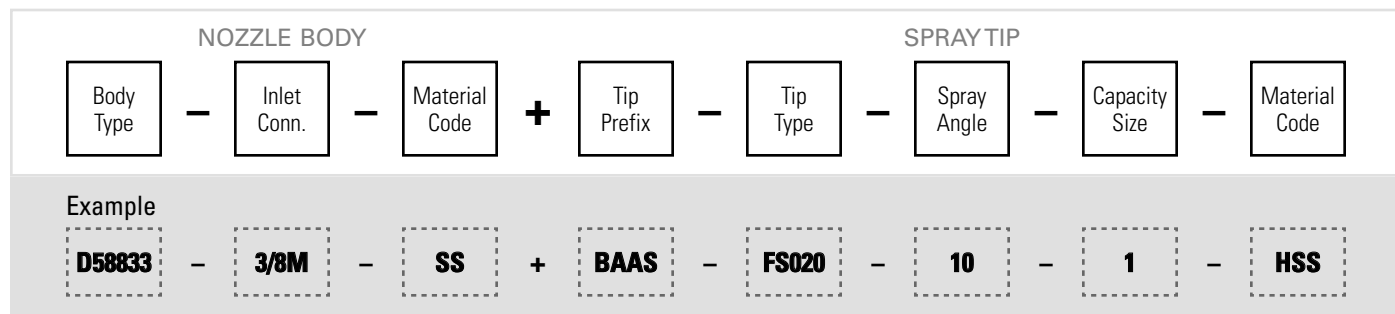 NOZZLE BODY SPRAY TIP
Body Type – Inlet Conn. – Material Code + Tip Prefix – Tip Type – Spray Angle – Capacity Size – Material Code
Example
D58833 – 3/8M – SS + BAAS – FS020 – 10 – 1 – HSS